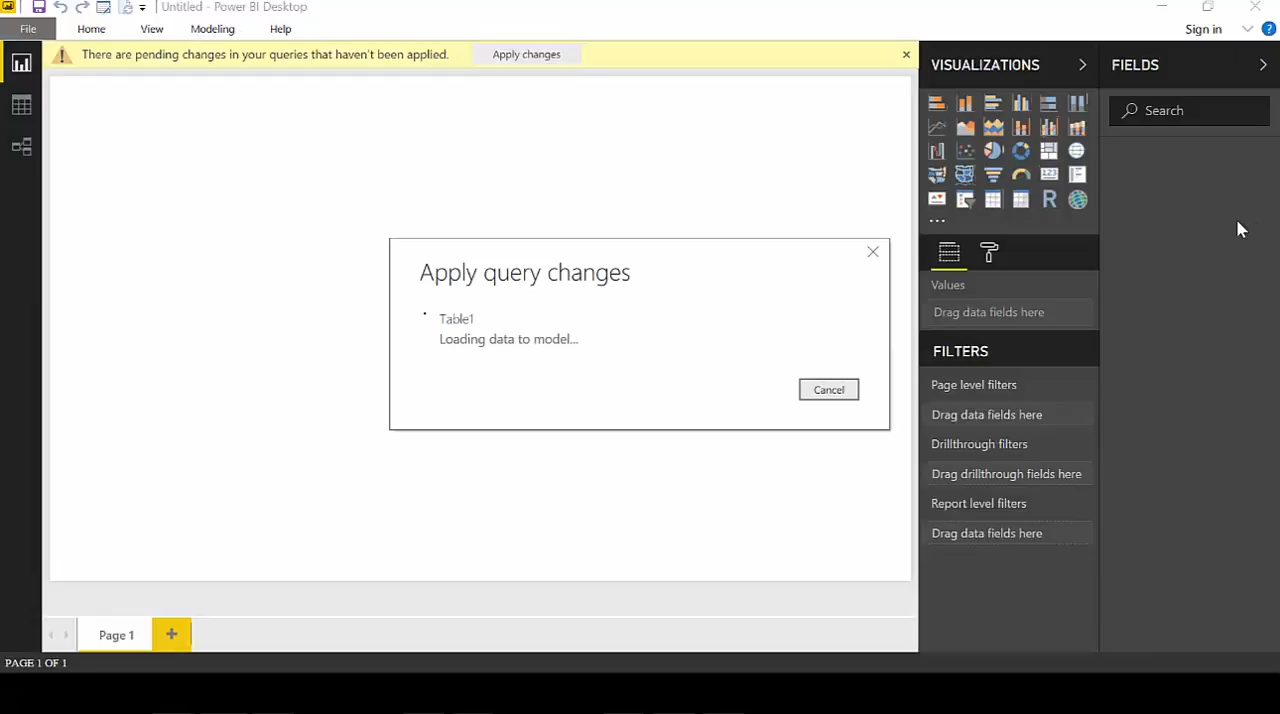 Untitled - Power BI Desktop
File
Home
View
Modeling
Help
Sign in
?
There are pending changes in your queries that haven't been applied.
Apply changes
VISUALIZATIONS
FIELDS
Search
123
R
Values
Drag data fields here
FILTERS
Page level filters
Drag data fields here
Drillthrough filters
Drag drillthrough fields here
Report level filters
Drag data fields here
Apply query changes
Table1
Loading data to model...
Cancel
Page 1
PAGE 1 OF 1